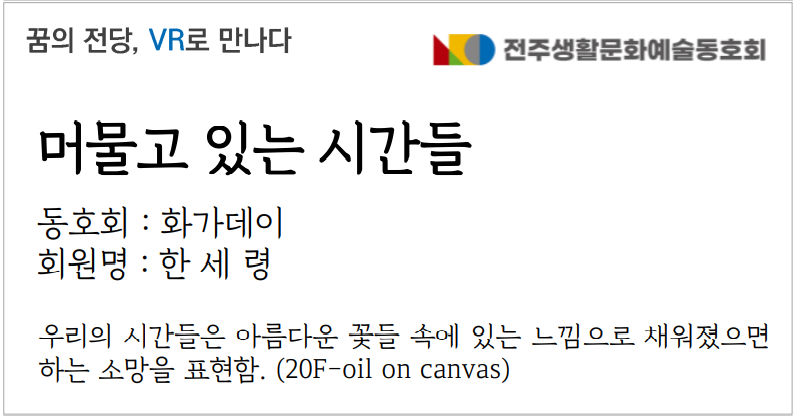 꿈의 전당, VR로 만나다
전주생활문화예술동호회
머물고 있는 시간들
동호회 : 화가데이
회원명 : 한 세 령
우리의 시간들은 아름다운 꽃들 속에 있는 느낌으로 채워졌으면
하는 소망을 표현함. (20F-oil on canvas)